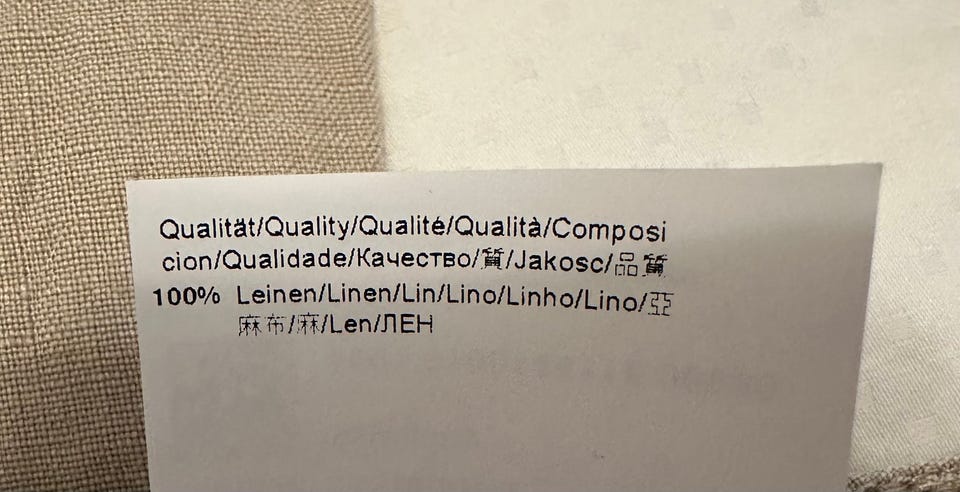 Qualität/Quality/Qualité/Qualità/Composi
cion/Qualidade/Качество/質/Jakosc/品質
100% Leinen/Linen/Lin/Lino/Linho/Lino/亞
麻布/麻/Len/ЛЕН